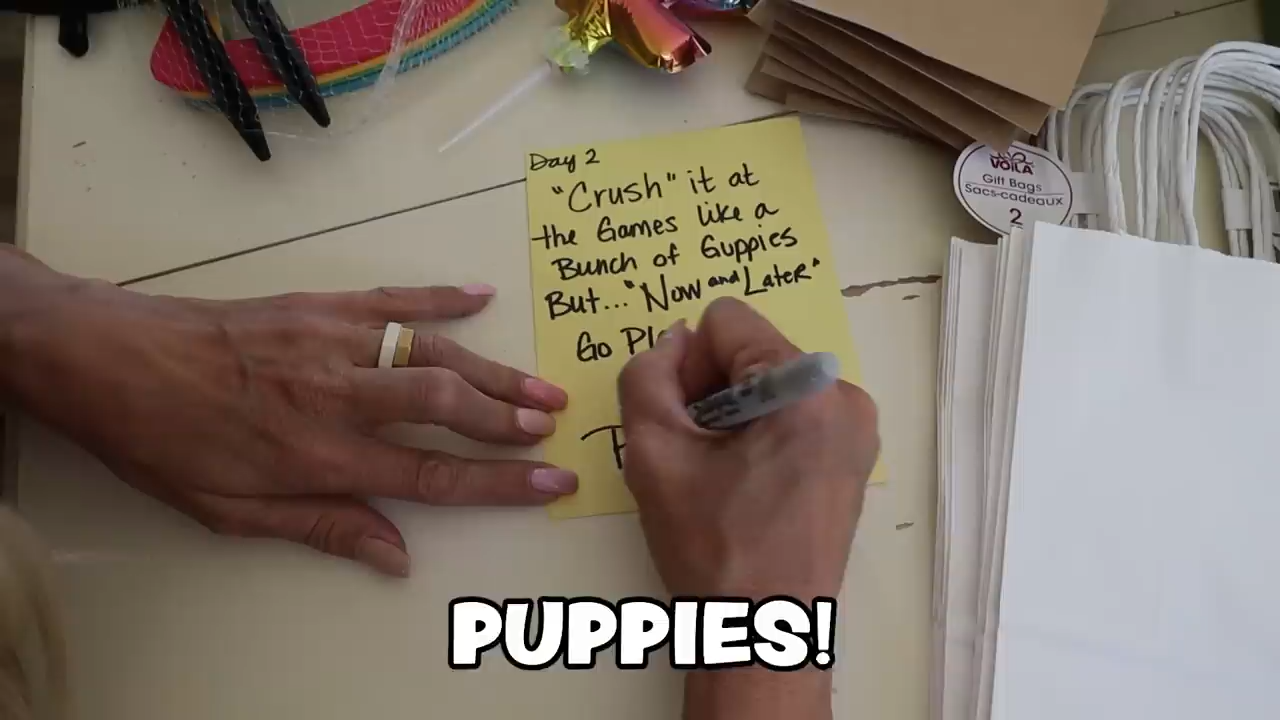 Day 2
"Crush" it at
the Games like a
Bunch of Guppies
But... "Now and Later"
Go
VOILA
Gift Bags
Sacs-cadeaux
2
PUPPIES!